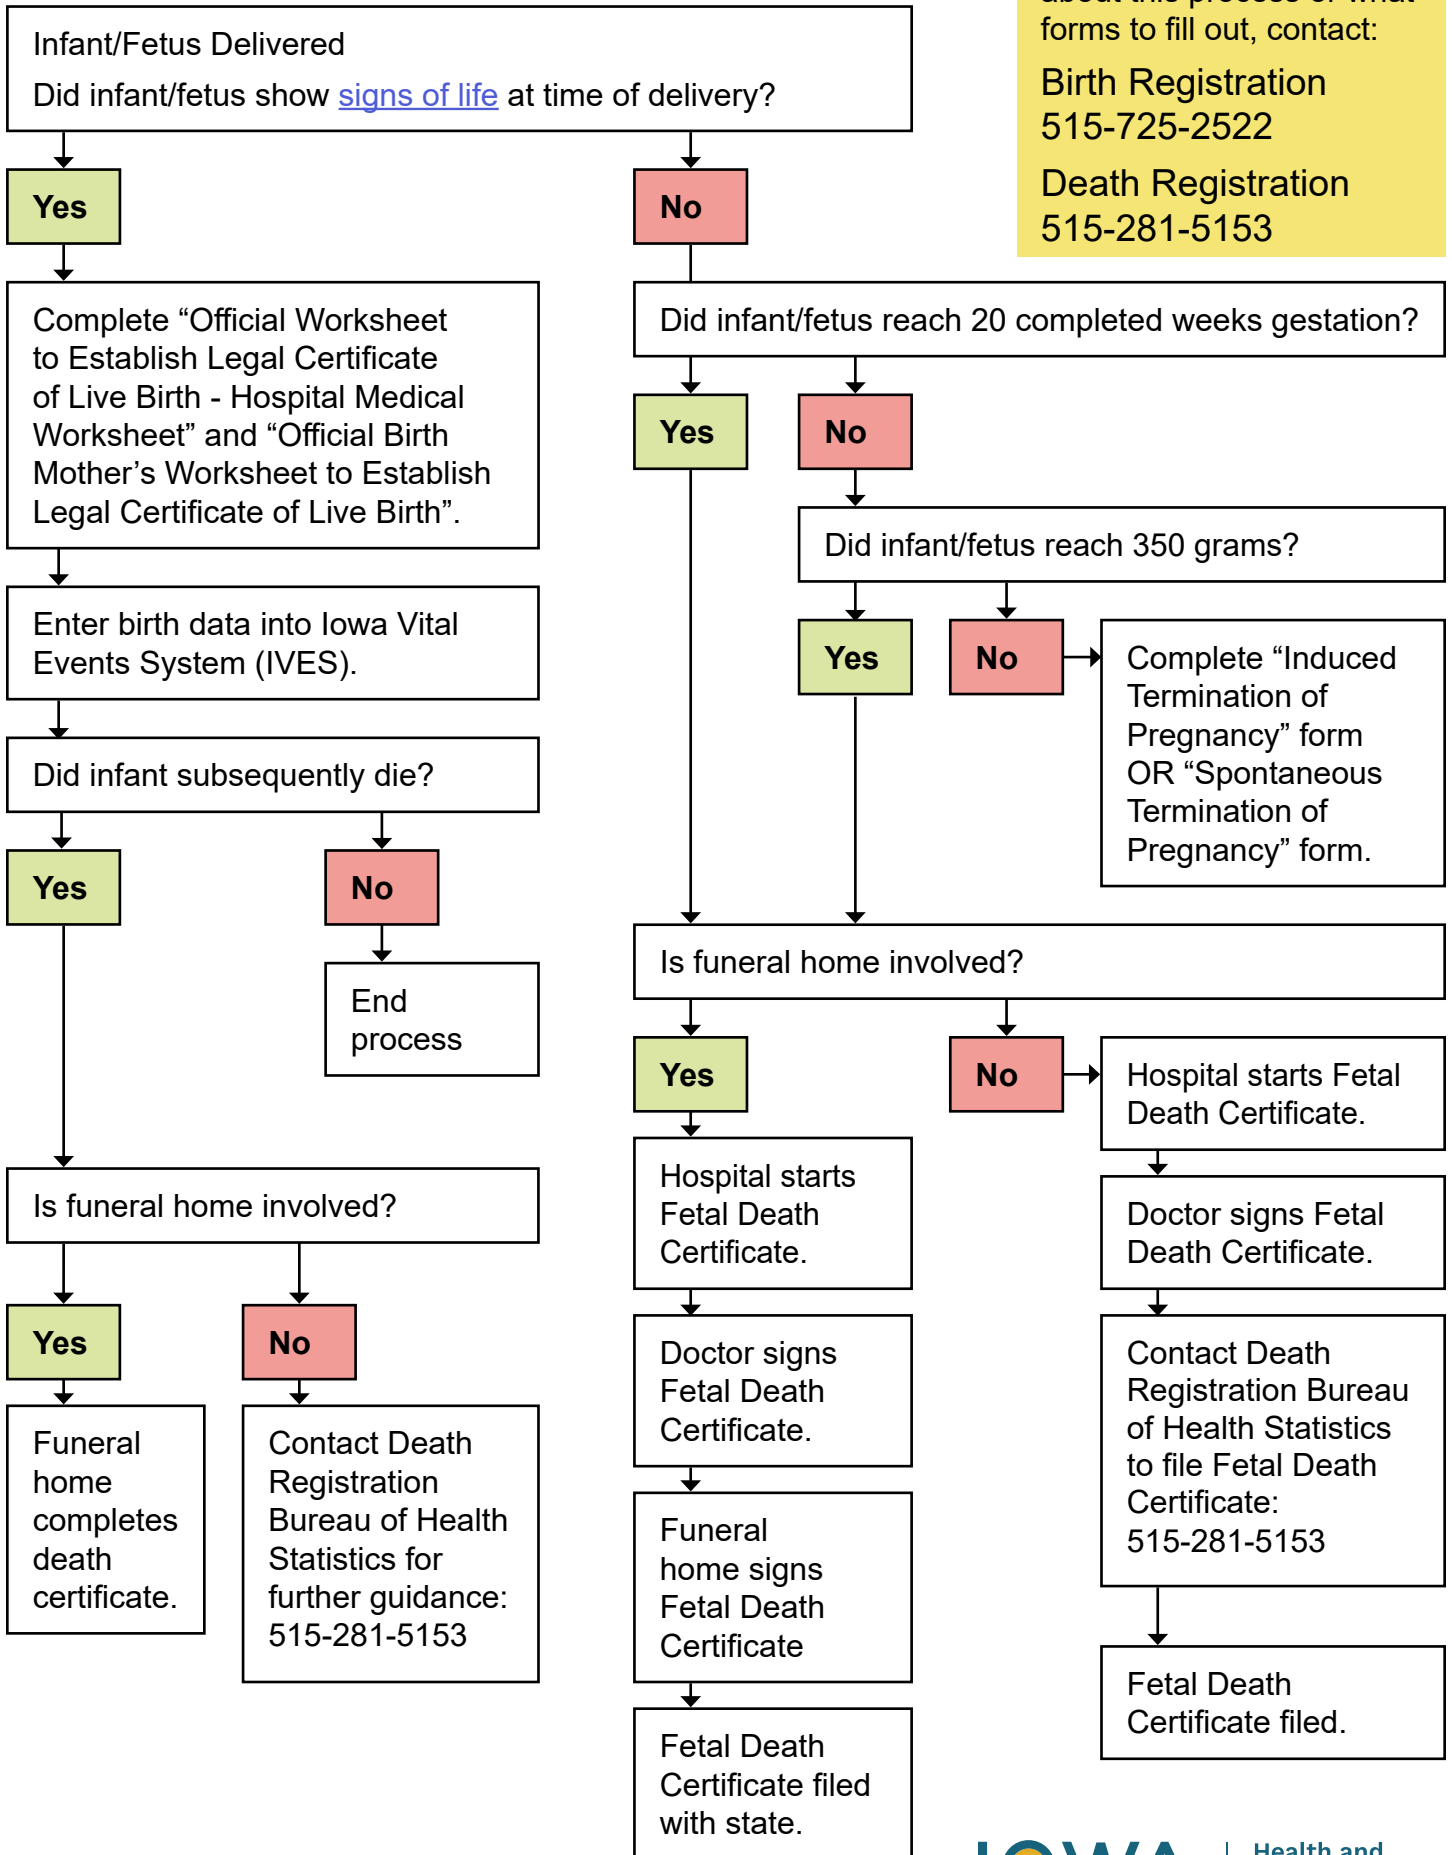 about this process or what
forms to fill out, contact:
Birth Registration
515-725-2522
Death Registration
515-281-5153
Infant/Fetus Delivered
Did infant/fetus show signs of life at time of delivery?
Yes
No
Complete “Official Worksheet
to Establish Legal Certificate
of Live Birth - Hospital Medical
Worksheet” and “Official Birth
Mother’s Worksheet to Establish
Legal Certificate of Live Birth”.
Enter birth data into Iowa Vital
Events System (IVES).
Did infant subsequently die?
Yes
No
End
process
Is funeral home involved?
Yes
No
Funeral
home
completes
death
certificate.
Contact Death
Registration
Bureau of Health
Statistics for
further guidance:
515-281-5153
Did infant/fetus reach 20 completed weeks gestation?
Yes
No
Did infant/fetus reach 350 grams?
Yes
No
Complete “Induced
Termination of
Pregnancy” form
OR “Spontaneous
Termination of
Pregnancy” form.
Is funeral home involved?
Yes
No
Hospital starts
Fetal Death
Certificate.
Doctor signs
Fetal Death
Certificate.
Funeral
home signs
Fetal Death
Certificate
Fetal Death
Certificate filed
with state.
Hospital starts Fetal
Death Certificate.
Doctor signs Fetal
Death Certificate.
Contact Death
Registration Bureau
of Health Statistics
to file Fetal Death
Certificate:
515-281-5153
Fetal Death
Certificate filed.
IOWA
Health and